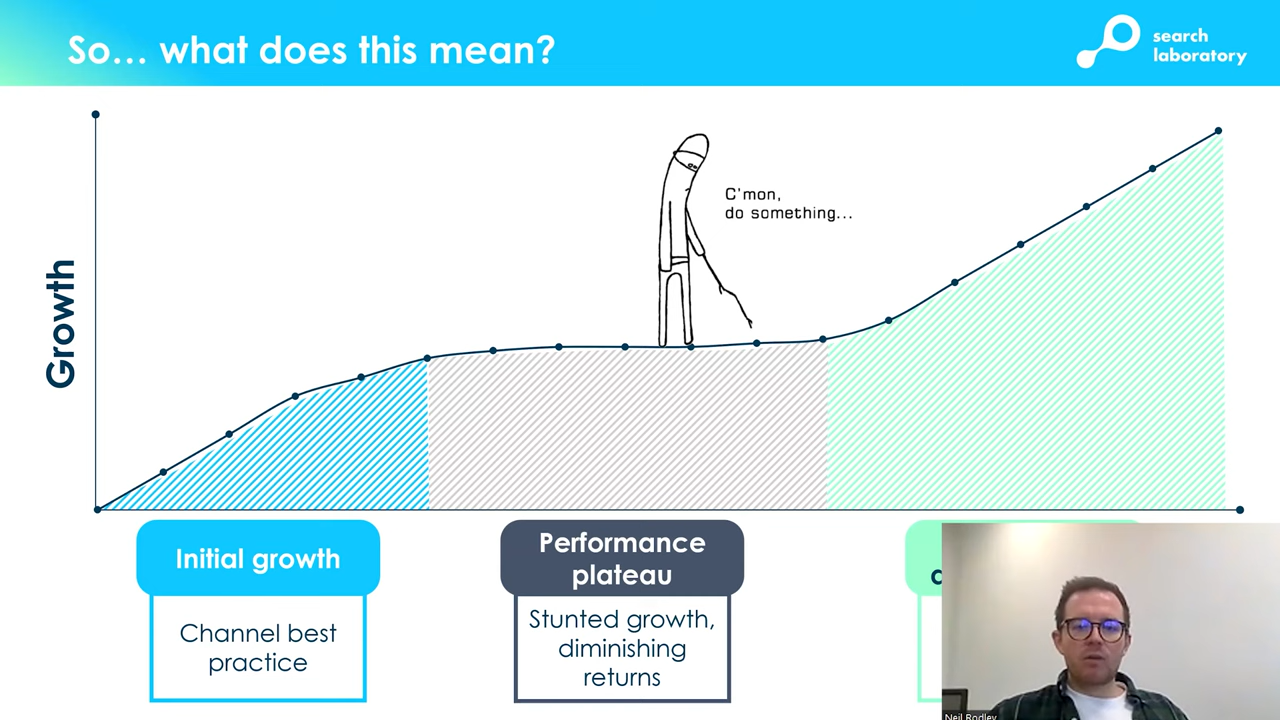 So... what does this mean?
search
laboratory
C'mon,
do something...
Growth
Initial growth
Channel best
practice
Performance
plateau
Stunted growth,
diminishing
returns
Neil Rodley